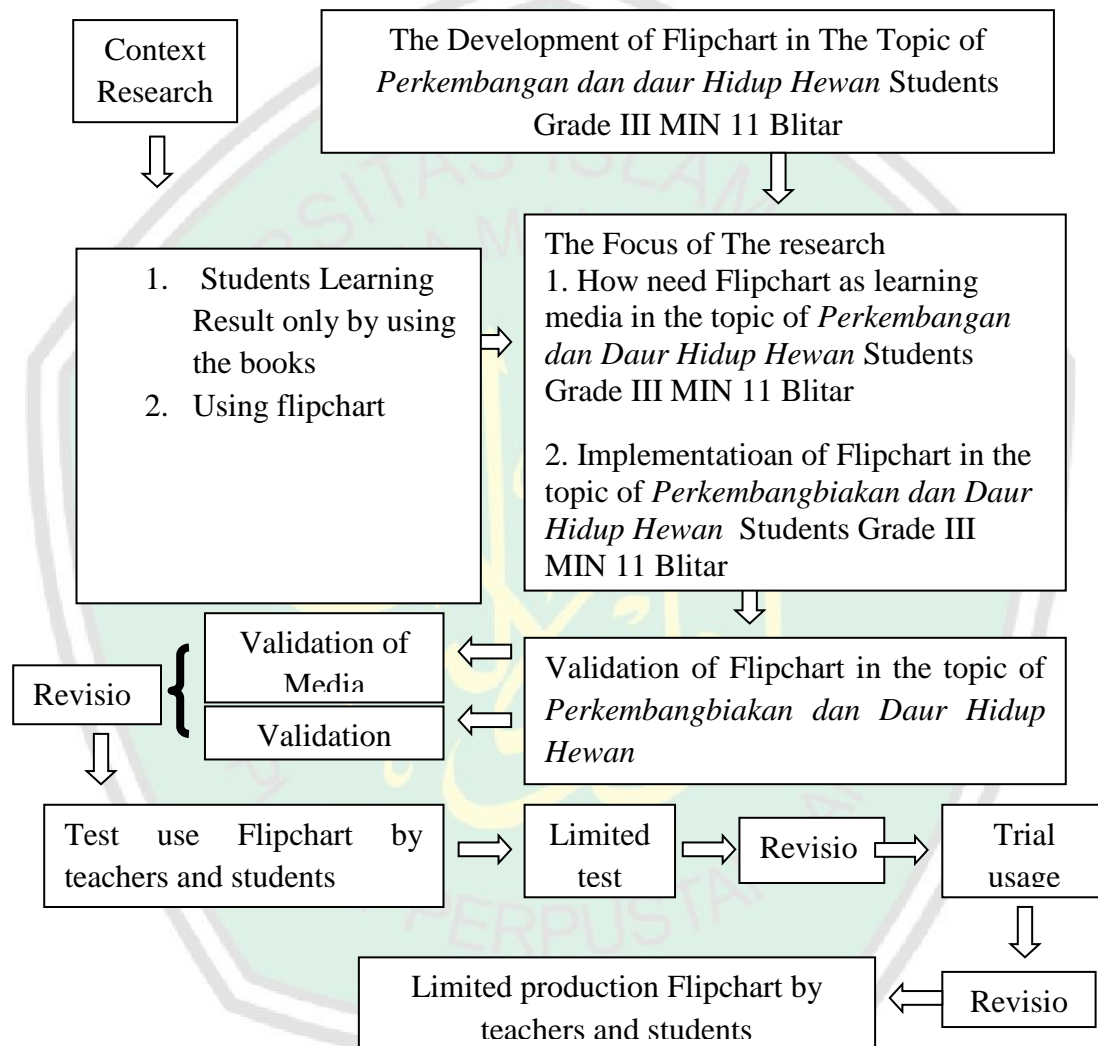 Context
Research
The Development of Flipchart in The Topic of
Perkembangan dan daur Hidup Hewan Students
Grade III MIN 11 Blitar
1. Students Learning
Result only by using
the books
2. Using flipchart
The Focus of The research
1. How need Flipchart as learning
media in the topic of Perkembangan
dan Daur Hidup Hewan Students
Grade III MIN 11 Blitar
2. Implementatioan of Flipchart in the
topic of Perkembangbiakan dan Daur
Hidup Hewan Students Grade III
MIN 11 Blitar
Validation of
Media
Validation
Revisio
Validation of Flipchart in the topic of
Perkembangbiakan dan Daur Hidup
Hewan
Test use Flipchart by
teachers and students
Limited
test
Revisio
Trial
usage
Revisio
Limited production Flipchart by
teachers and students